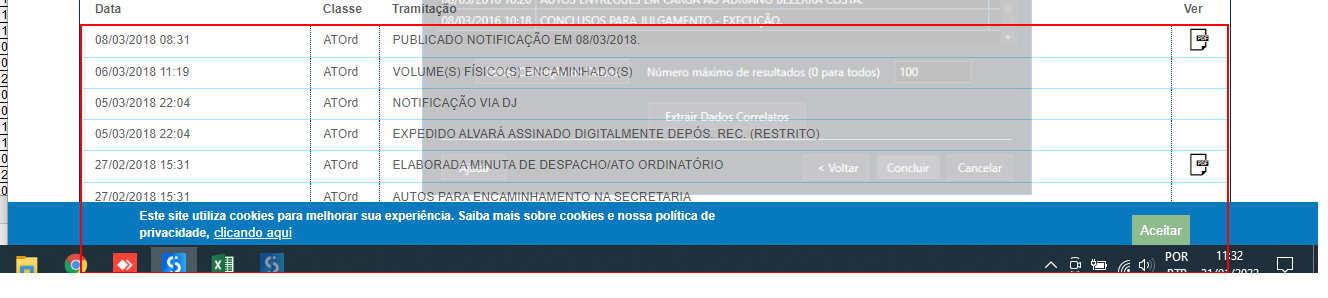 08/03/2016 10:20 AUTOS ENTREGUES EM CARGA AO ADRIANO BEZERRA COSTA.
Data Classe Tramitação Ver
08/03/2016 10:18 CONCLUSOS PARA JULGAMENTO - EXECUÇÃO.
08/03/2018 08:31 ATOrd PUBLICADO NOTIFICAÇÃO EM 08/03/2018.
06/03/2018 11:19 ATOrd VOLUME(S) FÍSICO(S) ENCAMINHADO(S)
Número máximo de resultados (0 para todos) 100
05/03/2018 22:04 ATOrd NOTIFICAÇÃO VIA DJ
Extrair Dados Correlatos
05/03/2018 22:04 ATOrd EXPEDIDO ALVARÁ ASSINADO DIGITALMENTE DEPÓS. REC. (RESTRITO)
27/02/2018 15:31 ATOrd ELABORADA MINUTA DE DESPACHO/ATO ORDINATÓRIO
Ajuda < Voltar Concluir Cancelar
27/02/2018 15:31 ATOrd AUTOS PARA ENCAMINHAMENTO NA SECRETARIA
Este site utiliza cookies para melhorar sua experiência. Saiba mais sobre cookies e nossa política de
privacidade, clicando aqui
Aceitar
POR 11:32